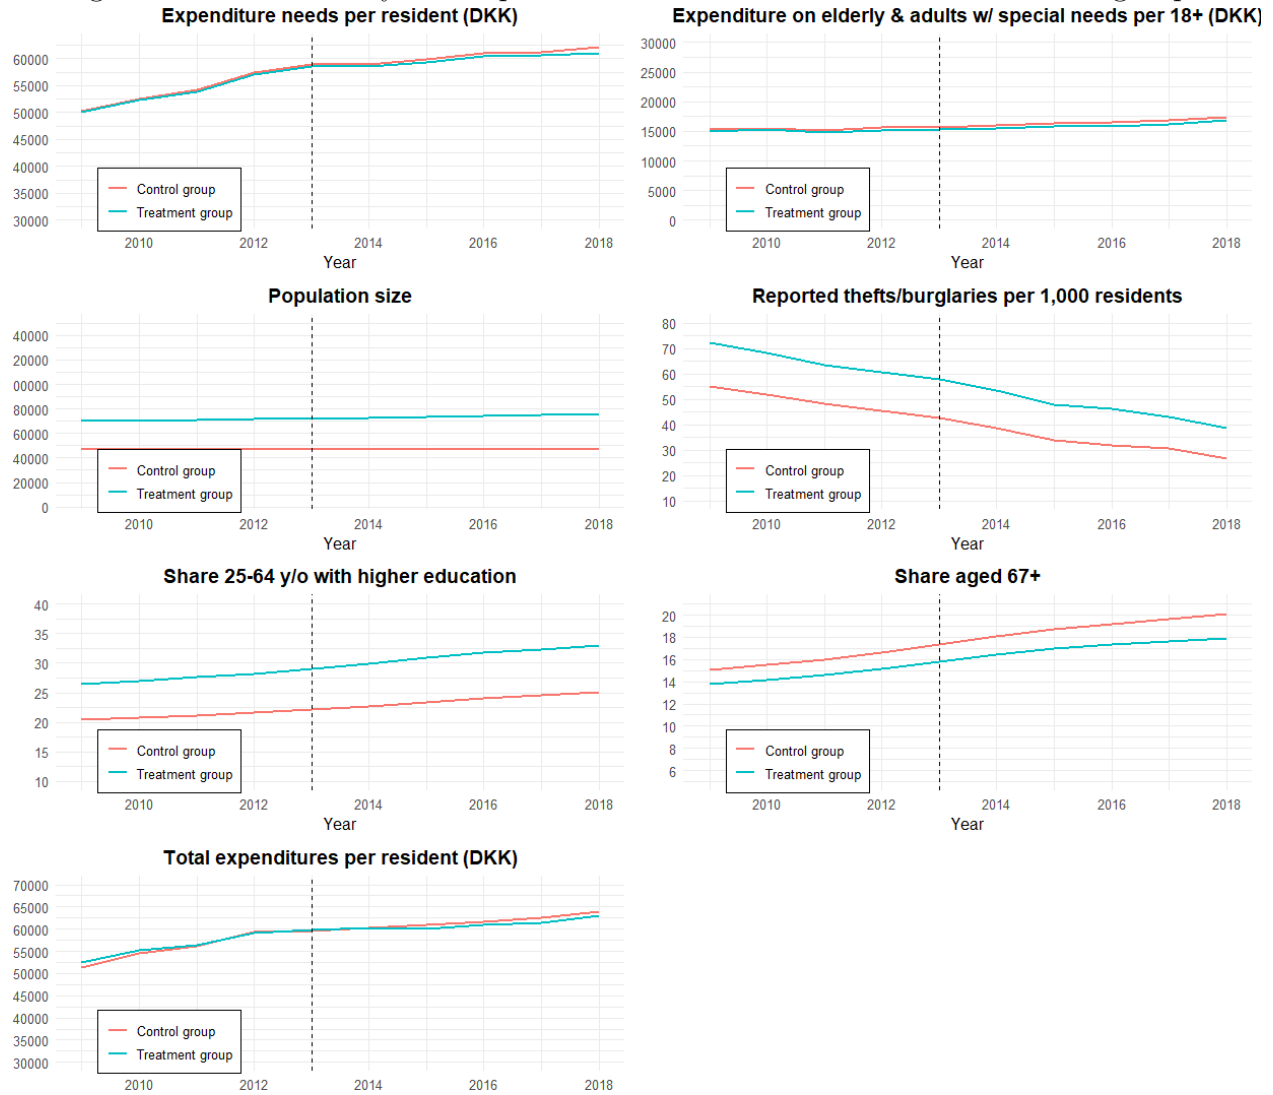 Expenditure needs per resident (DKK)
60000
55000
50000
45000
40000
35000
30000
Control group
Treatment group
2010 2012 2014 2016 2018
Year
Expenditure on elderly & adults w/ special needs per 18+ (DKK)
30000
25000
20000
15000
10000
5000
0
Control group
Treatment group
2010 2012 2014 2016 2018
Year
Population size
40000
20000
00000
80000
60000
40000
20000
0
Control group
Treatment group
2010 2012 2014 2016 2018
Year
Reported thefts/burglaries per 1,000 residents
80
70
60
50
40
30
20
10
Control group
Treatment group
2010 2012 2014 2016 2018
Year
Share 25-64 y/o with higher education
40
35
30
25
20
15
10
Control group
Treatment group
2010 2012 2014 2016 2018
Year
Share aged 67+
20
18
16
14
12
10
8
6
Control group
Treatment group
2010 2012 2014 2016 2018
Year
Total expenditures per resident (DKK)
70000
65000
60000
55000
50000
45000
40000
35000
30000
Control group
Treatment group
2010 2012 2014 2016 2018